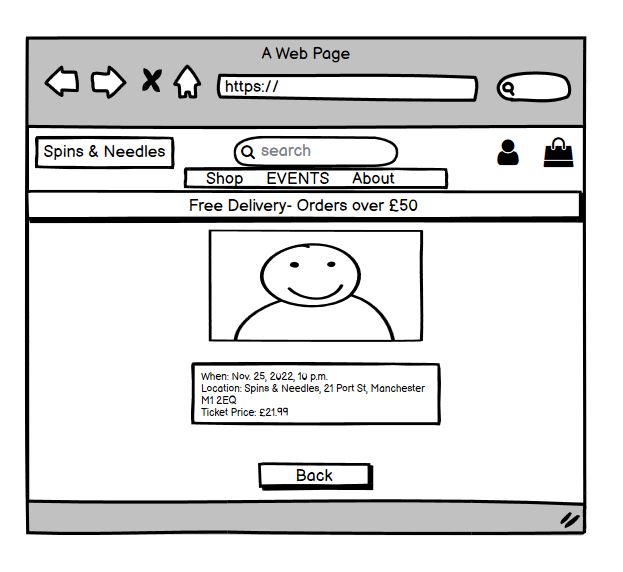 A Web Page
https://
Spins & Needles
search
Shop EVENTS About
Free Delivery- Orders over £50
When: Nov. 25, 2022, 10 p.m.
Location: Spins & Needles, 21 Port St, Manchester
M1 2EQ
Ticket Price: £21.99
Back